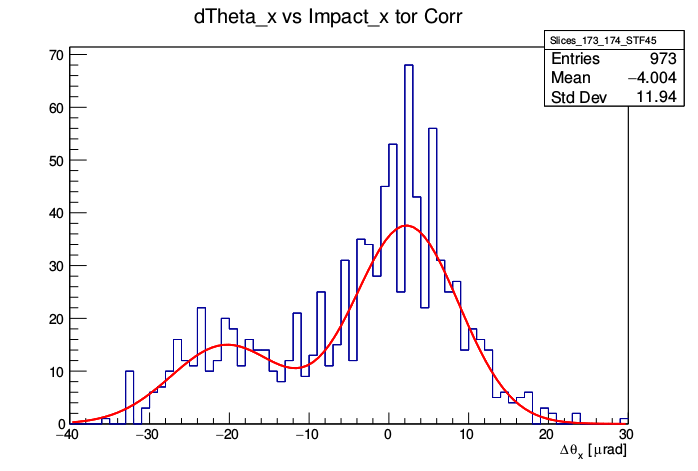 dTheta_x vs Impact_x tor Corr
Slices_173_174_STF45
Entries 973
Mean −4.004
Std Dev 11.94
70
60
50
40
30
20
10
0
−40 −30 −20 −10 0 10 20 30
Δθx [μrad]